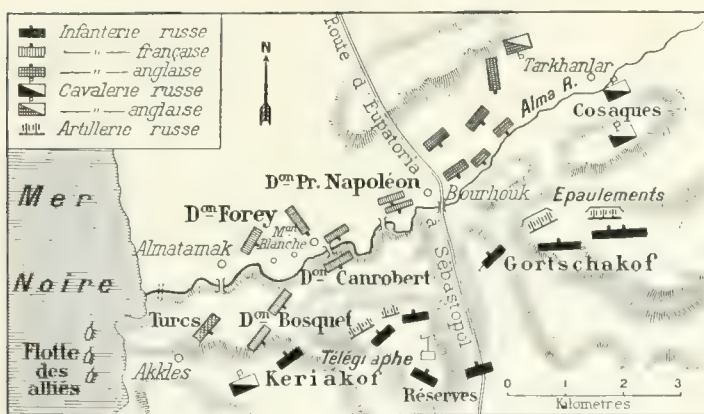 Infanterie russe
—〃— française
—〃— anglaise
Cavalerie russe
—〃— anglaise
Artillerie russe
N
Route d'Eupatoria à Sébastopol
Tarkhanlar
Alma R.
Cosaques
Mer
Noire
Don Pr. Napoléon
Bourliouk
Epaulements
Don Forey
Mon Blanche
Almatamak
Don Canrobert
Gortschakof
Turcs
Don Bosquet
Flotte
des
alliés
Akkles
Télégraphe
Keriakof
Réserves
0 1 2 3
Kilometres